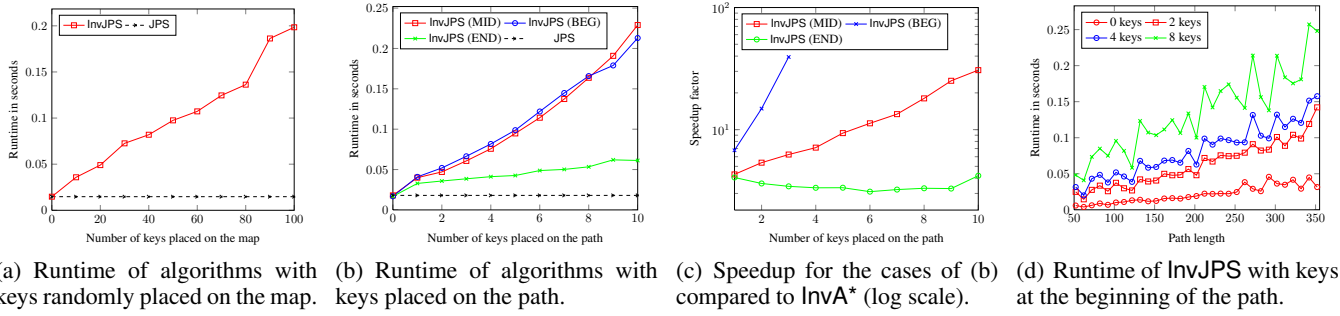 InvJPS JPS
0.2
0.15
0.1
0.05
0
Runtime in seconds
0 20 40 60 80 100
Number of keys placed on the map
InvJPS (MID) InvJPS (BEG)
InvJPS (END) JPS
0.25
0.2
0.15
0.1
0.05
0
Runtime in seconds
0 2 4 6 8 10
Number of keys placed on the path
InvJPS (MID) InvJPS (BEG)
InvJPS (END)
10²
10¹
Speedup factor
2 4 6 8 10
Number of keys placed on the path
0 keys 2 keys
4 keys 8 keys
0.25
0.2
0.15
0.1
0.05
0
Runtime in seconds
50 100 150 200 250 300 350
Path length
(a) Runtime of algorithms with
keys randomly placed on the map.
(b) Runtime of algorithms with
keys placed on the path.
(c) Speedup for the cases of (b)
compared to InvA* (log scale).
(d) Runtime of InvJPS with keys
at the beginning of the path.